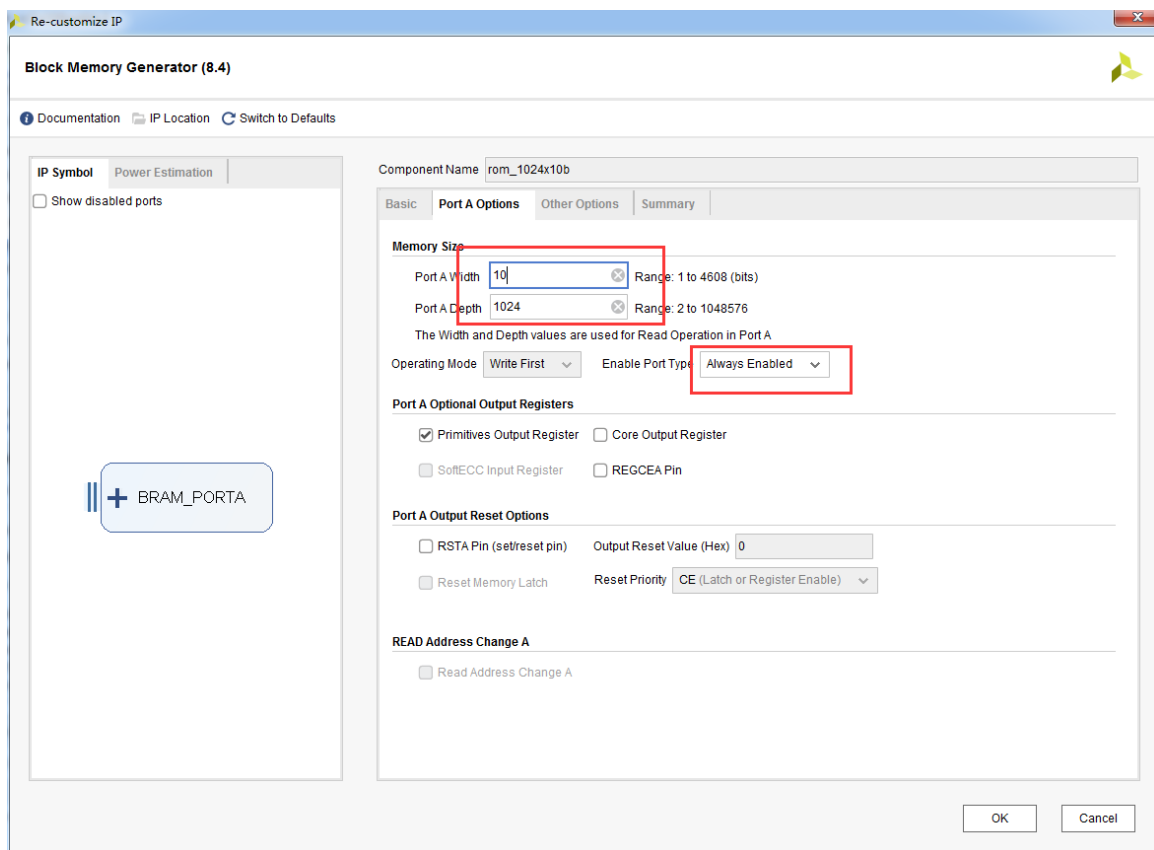 Re-customize IP
Block Memory Generator (8.4)
Documentation IP Location Switch to Defaults
IP Symbol Power Estimation
Show disabled ports
BRAM_PORTA
Component Name rom_1024x10b
Basic Port A Options Other Options Summary
Memory Size
Port A Width 10 Range: 1 to 4608 (bits)
Port A Depth 1024 Range: 2 to 1048576
The Width and Depth values are used for Read Operation in Port A
Operating Mode Write First Enable Port Type Always Enabled
Port A Optional Output Registers
Primitives Output Register Core Output Register
SoftECC Input Register REGCEA Pin
Port A Output Reset Options
RSTA Pin (set/reset pin) Output Reset Value (Hex) 0
Reset Memory Latch Reset Priority CE (Latch or Register Enable)
READ Address Change A
Read Address Change A
OK Cancel